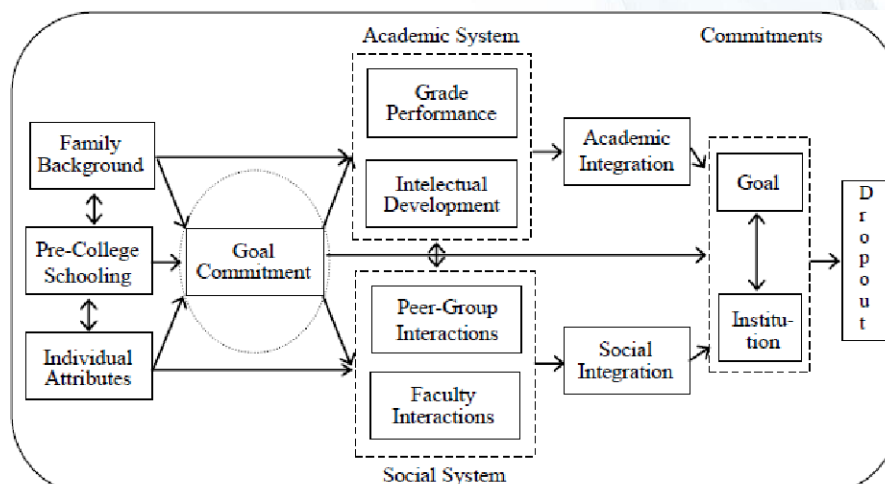 Academic System
Commitments
Grade
Performance
Family
Background
Academic
Integration
Intelectual
Development
Goal
Pre-College
Schooling
Goal
Commitment
Peer-Group
Interactions
Institu-
tion
Individual
Attributes
Social
Integration
Faculty
Interactions
Social System
D
r
o
p
o
u
t